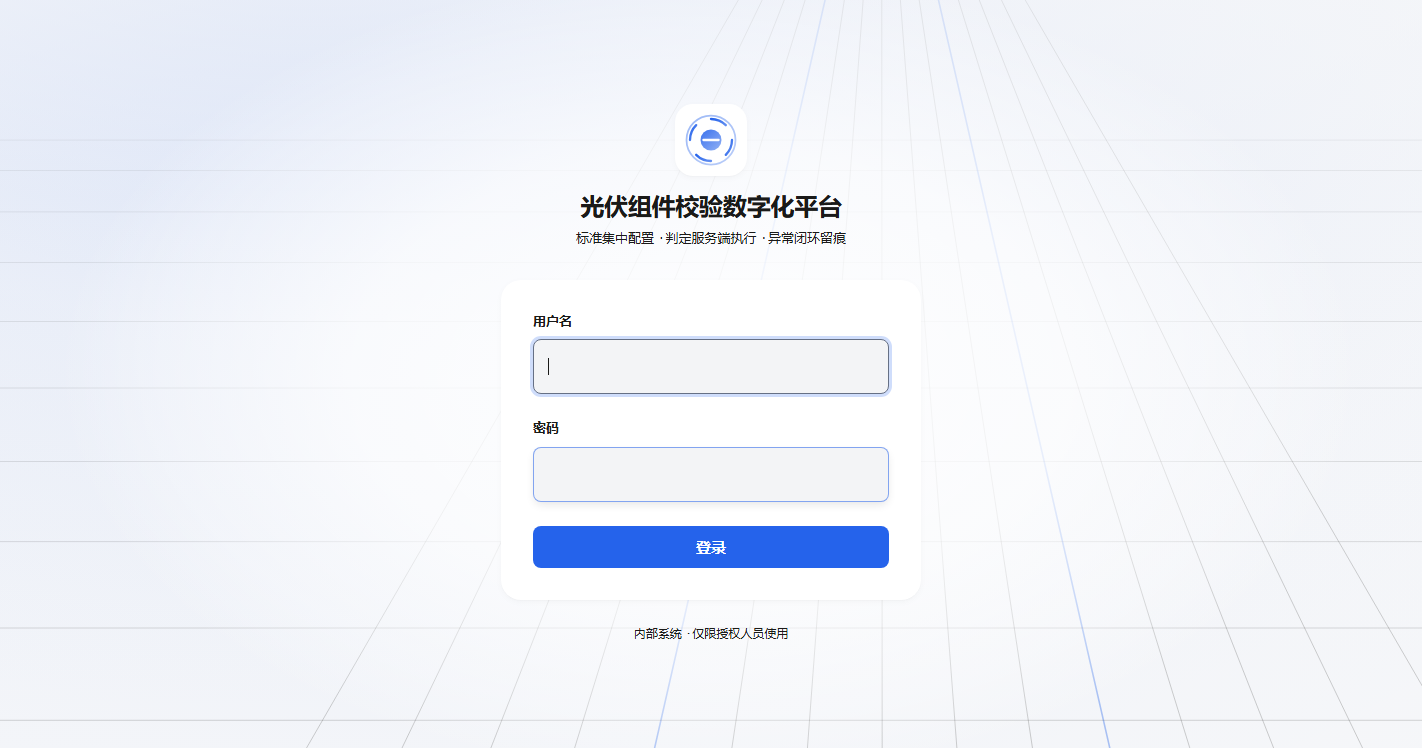 光伏组件校验数字化平台
标准集中配置 · 判定服务端执行 · 异常闭环留痕
用户名
密码
登录
内部系统 · 仅限授权人员使用